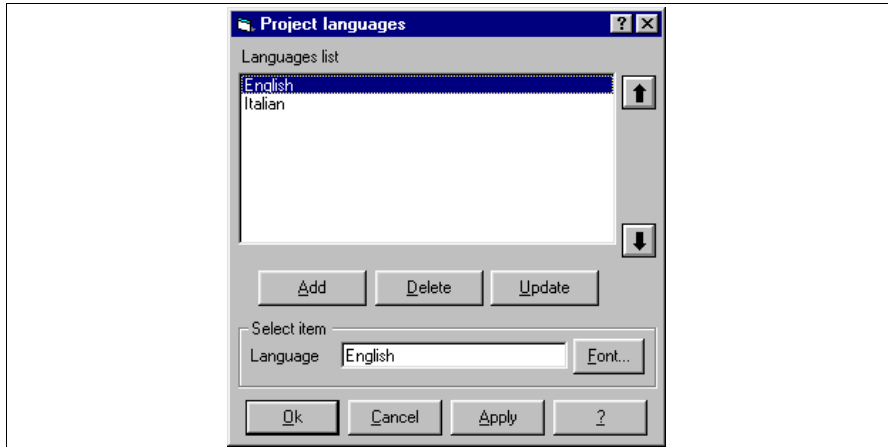 Project languages ? X
Languages list
English
Italian
Add Delete Update
Select item
Language English Font...
Ok Cancel Apply ?